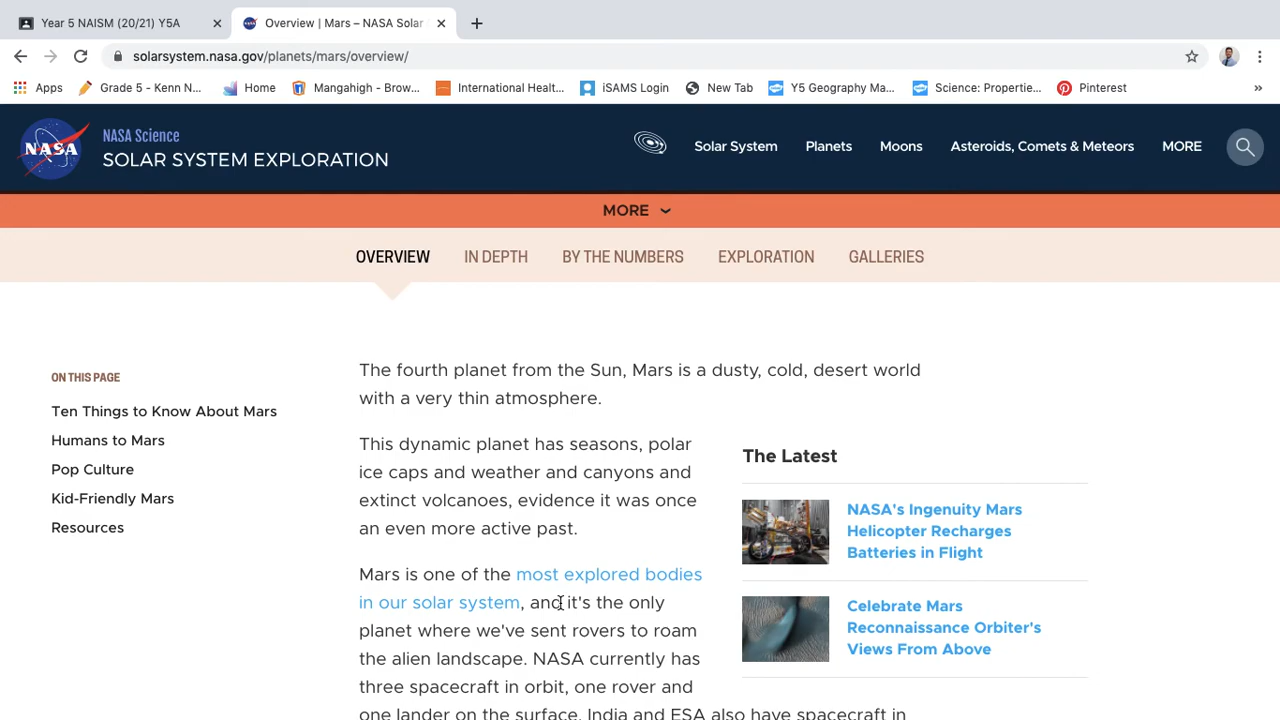 Year 5 NAISM (20/21) Y5A
Overview | Mars – NASA Solar
solarsystem.nasa.gov/planets/mars/overview/
Apps
Grade 5 - Kenn N...
Home
Mangahigh - Brow...
International Healt...
iSAMS Login
New Tab
Y5 Geography Ma...
Science: Propertie...
Pinterest
»
NASA
NASA Science
SOLAR SYSTEM EXPLORATION
Solar System
Planets
Moons
Asteroids, Comets & Meteors
MORE
MORE
OVERVIEW
IN DEPTH
BY THE NUMBERS
EXPLORATION
GALLERIES
ON THIS PAGE
Ten Things to Know About Mars
Humans to Mars
Pop Culture
Kid-Friendly Mars
Resources
The fourth planet from the Sun, Mars is a dusty, cold, desert world
with a very thin atmosphere.
This dynamic planet has seasons, polar
ice caps and weather and canyons and
extinct volcanoes, evidence it was once
an even more active past.
Mars is one of the most explored bodies
in our solar system, and it's the only
planet where we've sent rovers to roam
the alien landscape. NASA currently has
three spacecraft in orbit, one rover and
one lander on the surface. India and ESA also have spacecraft in
The Latest
NASA's Ingenuity Mars
Helicopter Recharges
Batteries in Flight
Celebrate Mars
Reconnaissance Orbiter's
Views From Above